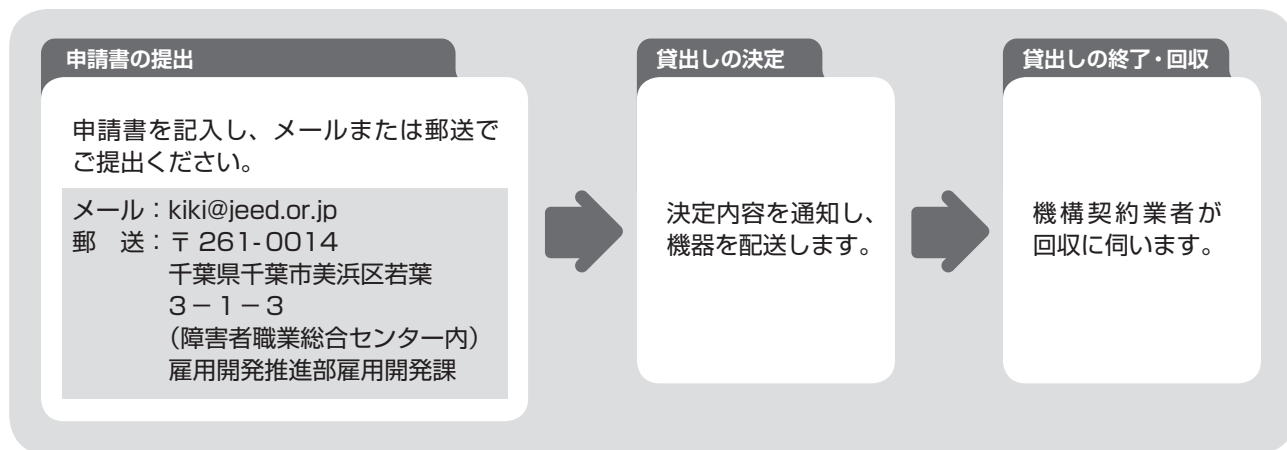 申請書の提出
申請書を記入し、メールまたは郵送で
ご提出ください。
メール：kiki@jeed.or.jp
郵　送：〒261-0014
千葉県千葉市美浜区若葉
3－1－3
（障害者職業総合センター内）
雇用開発推進部雇用開発課
貸出しの決定
決定内容を通知し、
機器を配送します。
貸出しの終了・回収
機構契約業者が
回収に伺います。